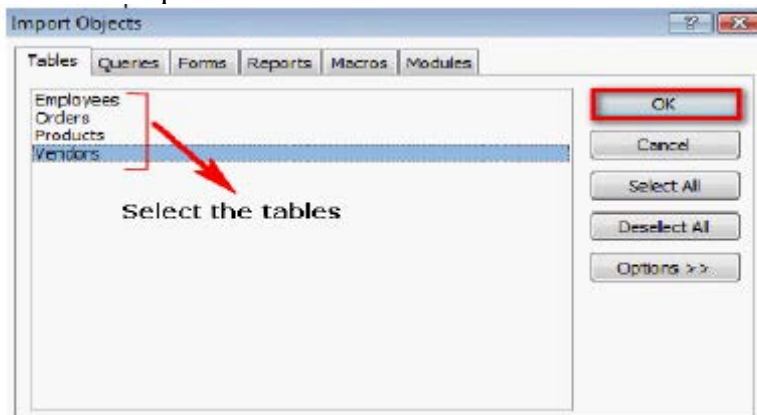 Import Objects
Tables Queries Forms Reports Macros Modules
Employees
Orders
Products
Vendors
Select the tables
OK
Cancel
Select All
Deselect All
Options >>